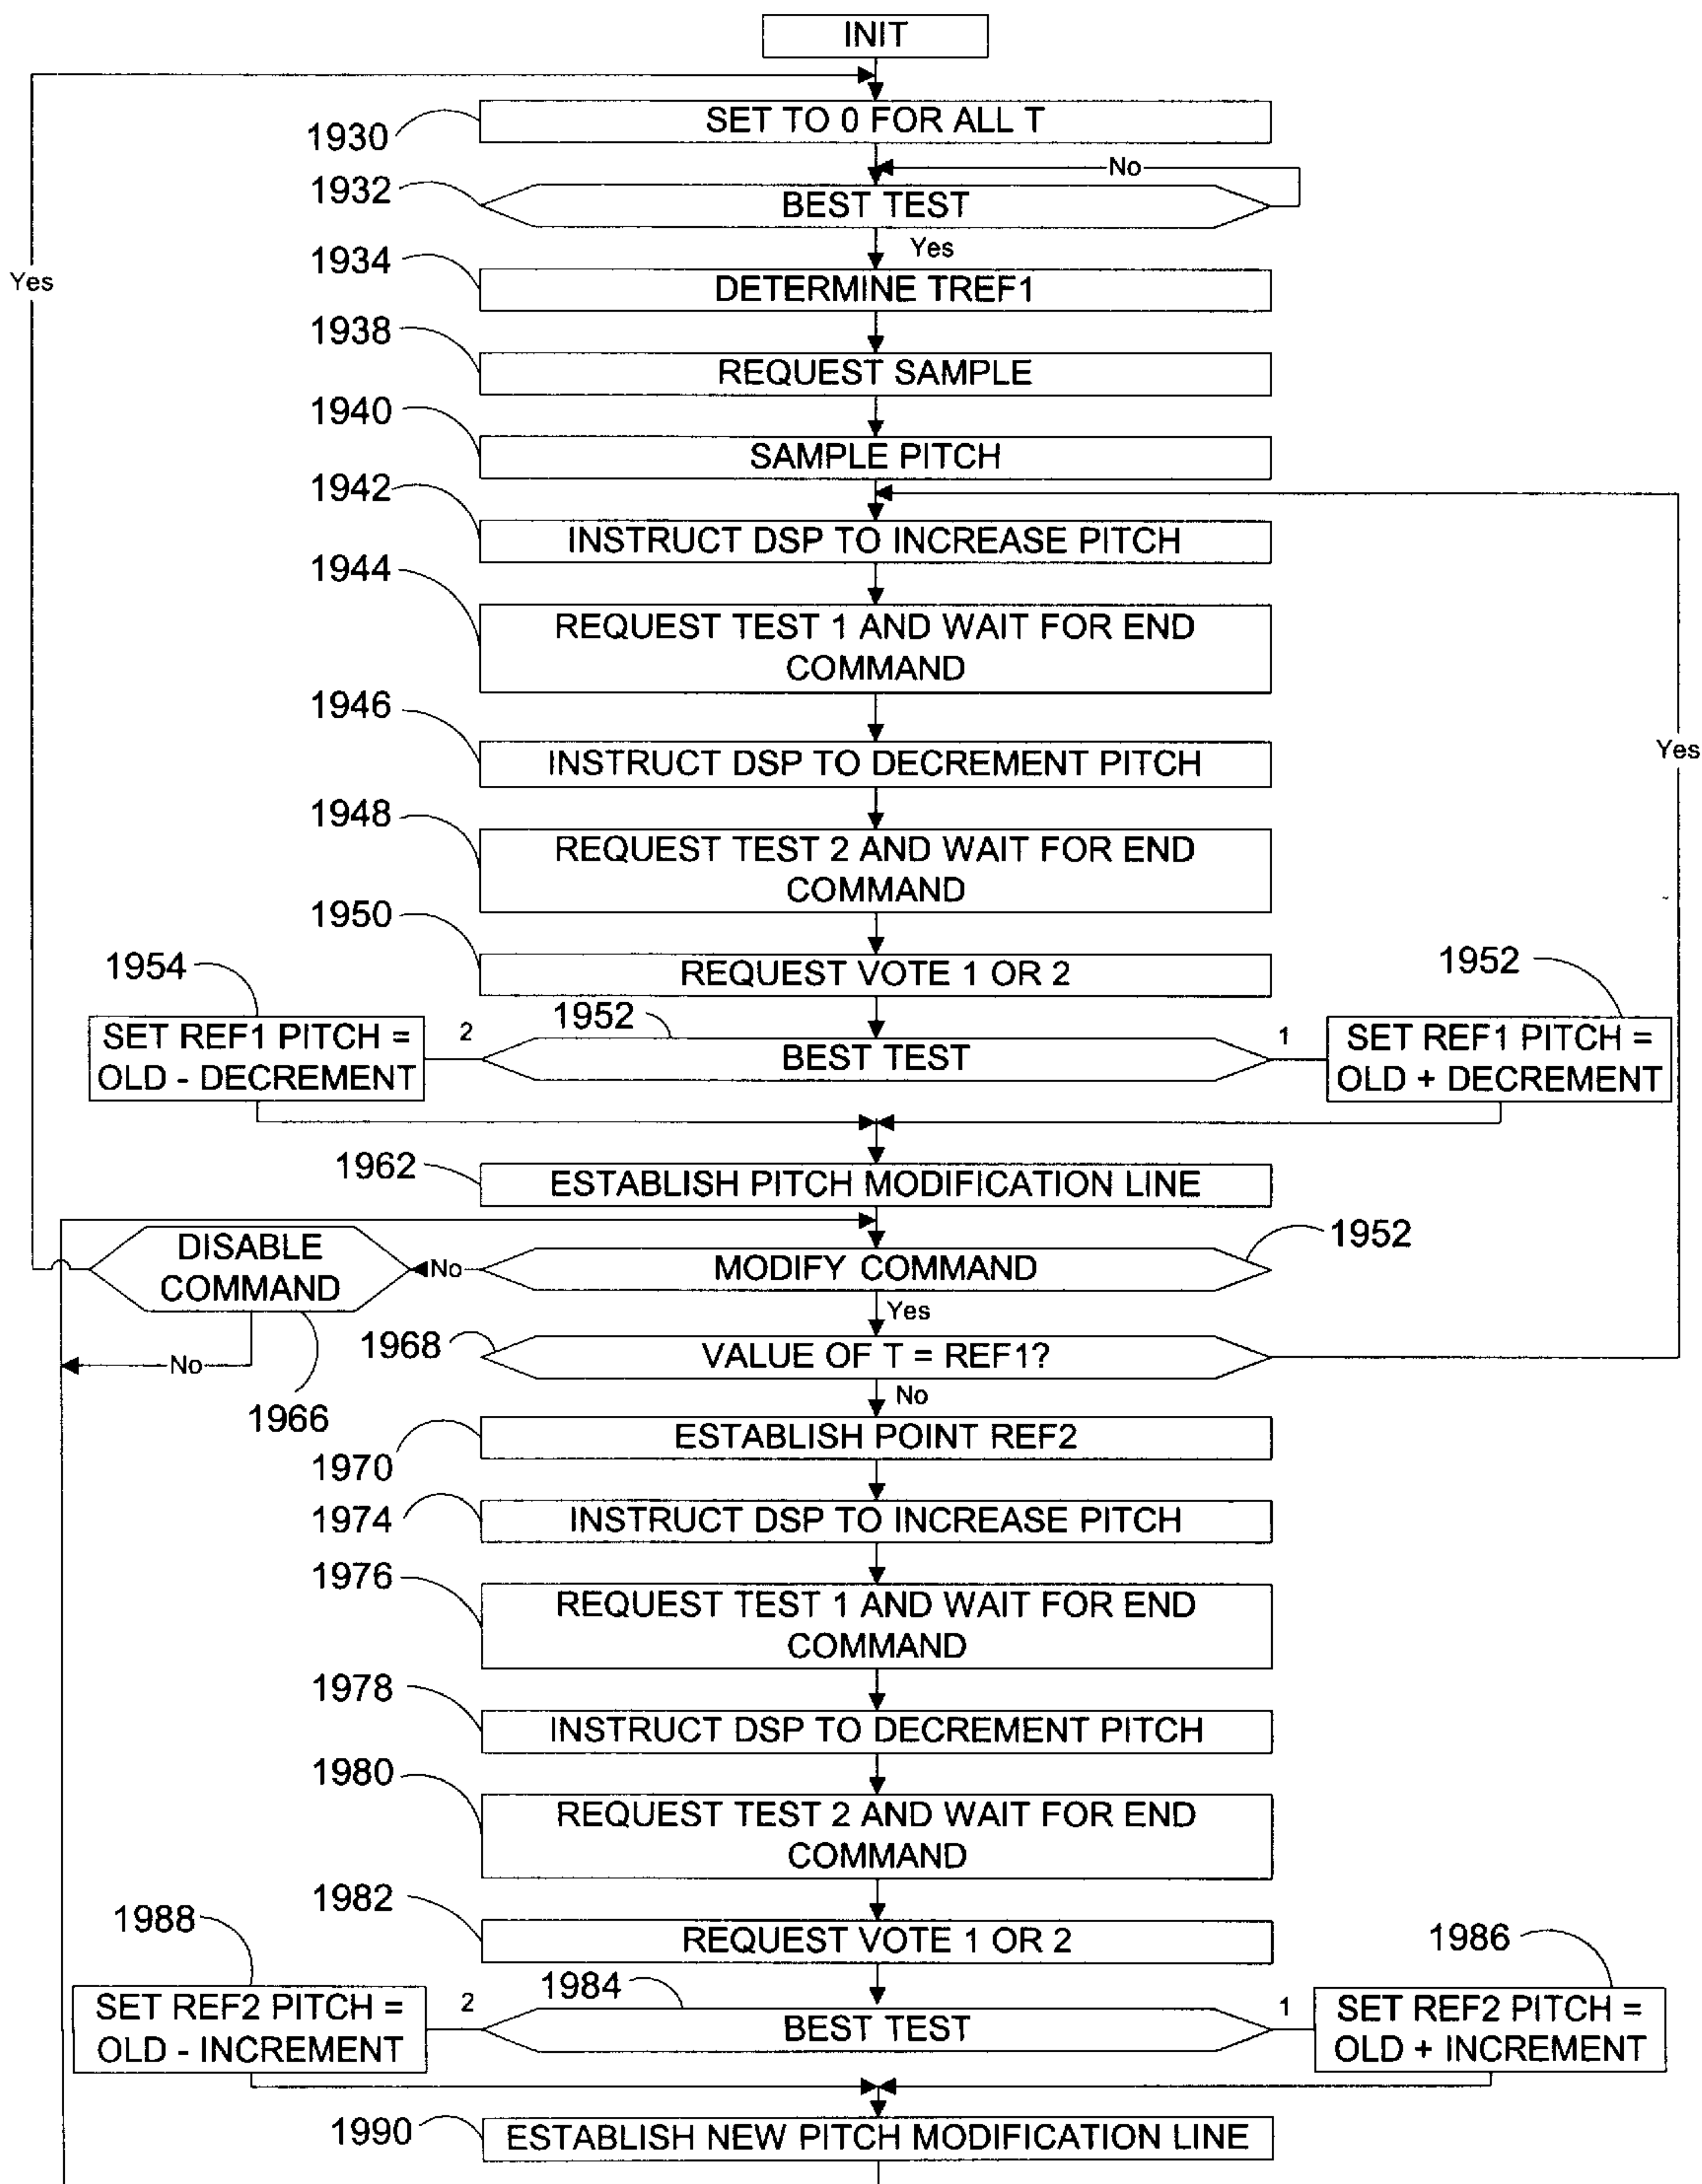 INIT
1930
SET TO 0 FOR ALL T
No
1932
BEST TEST
Yes
Yes
1934
DETERMINE TREF1
1938
REQUEST SAMPLE
1940
SAMPLE PITCH
1942
INSTRUCT DSP TO INCREASE PITCH
1944
REQUEST TEST 1 AND WAIT FOR END
COMMAND
1946
INSTRUCT DSP TO DECREMENT PITCH
Yes
1948
REQUEST TEST 2 AND WAIT FOR END
COMMAND
1950
REQUEST VOTE 1 OR 2
1954
SET REF1 PITCH =
OLD - DECREMENT
2
1952
BEST TEST
1
1952
SET REF1 PITCH =
OLD + DECREMENT
1962
ESTABLISH PITCH MODIFICATION LINE
DISABLE
COMMAND
No
MODIFY COMMAND
1952
Yes
No
1966
1968
VALUE OF T = REF1?
No
1970
ESTABLISH POINT REF2
1974
INSTRUCT DSP TO INCREASE PITCH
1976
REQUEST TEST 1 AND WAIT FOR END
COMMAND
1978
INSTRUCT DSP TO DECREMENT PITCH
1980
REQUEST TEST 2 AND WAIT FOR END
COMMAND
1982
REQUEST VOTE 1 OR 2
1988
SET REF2 PITCH =
OLD - INCREMENT
2
1984
BEST TEST
1
1986
SET REF2 PITCH =
OLD + INCREMENT
1990
ESTABLISH NEW PITCH MODIFICATION LINE